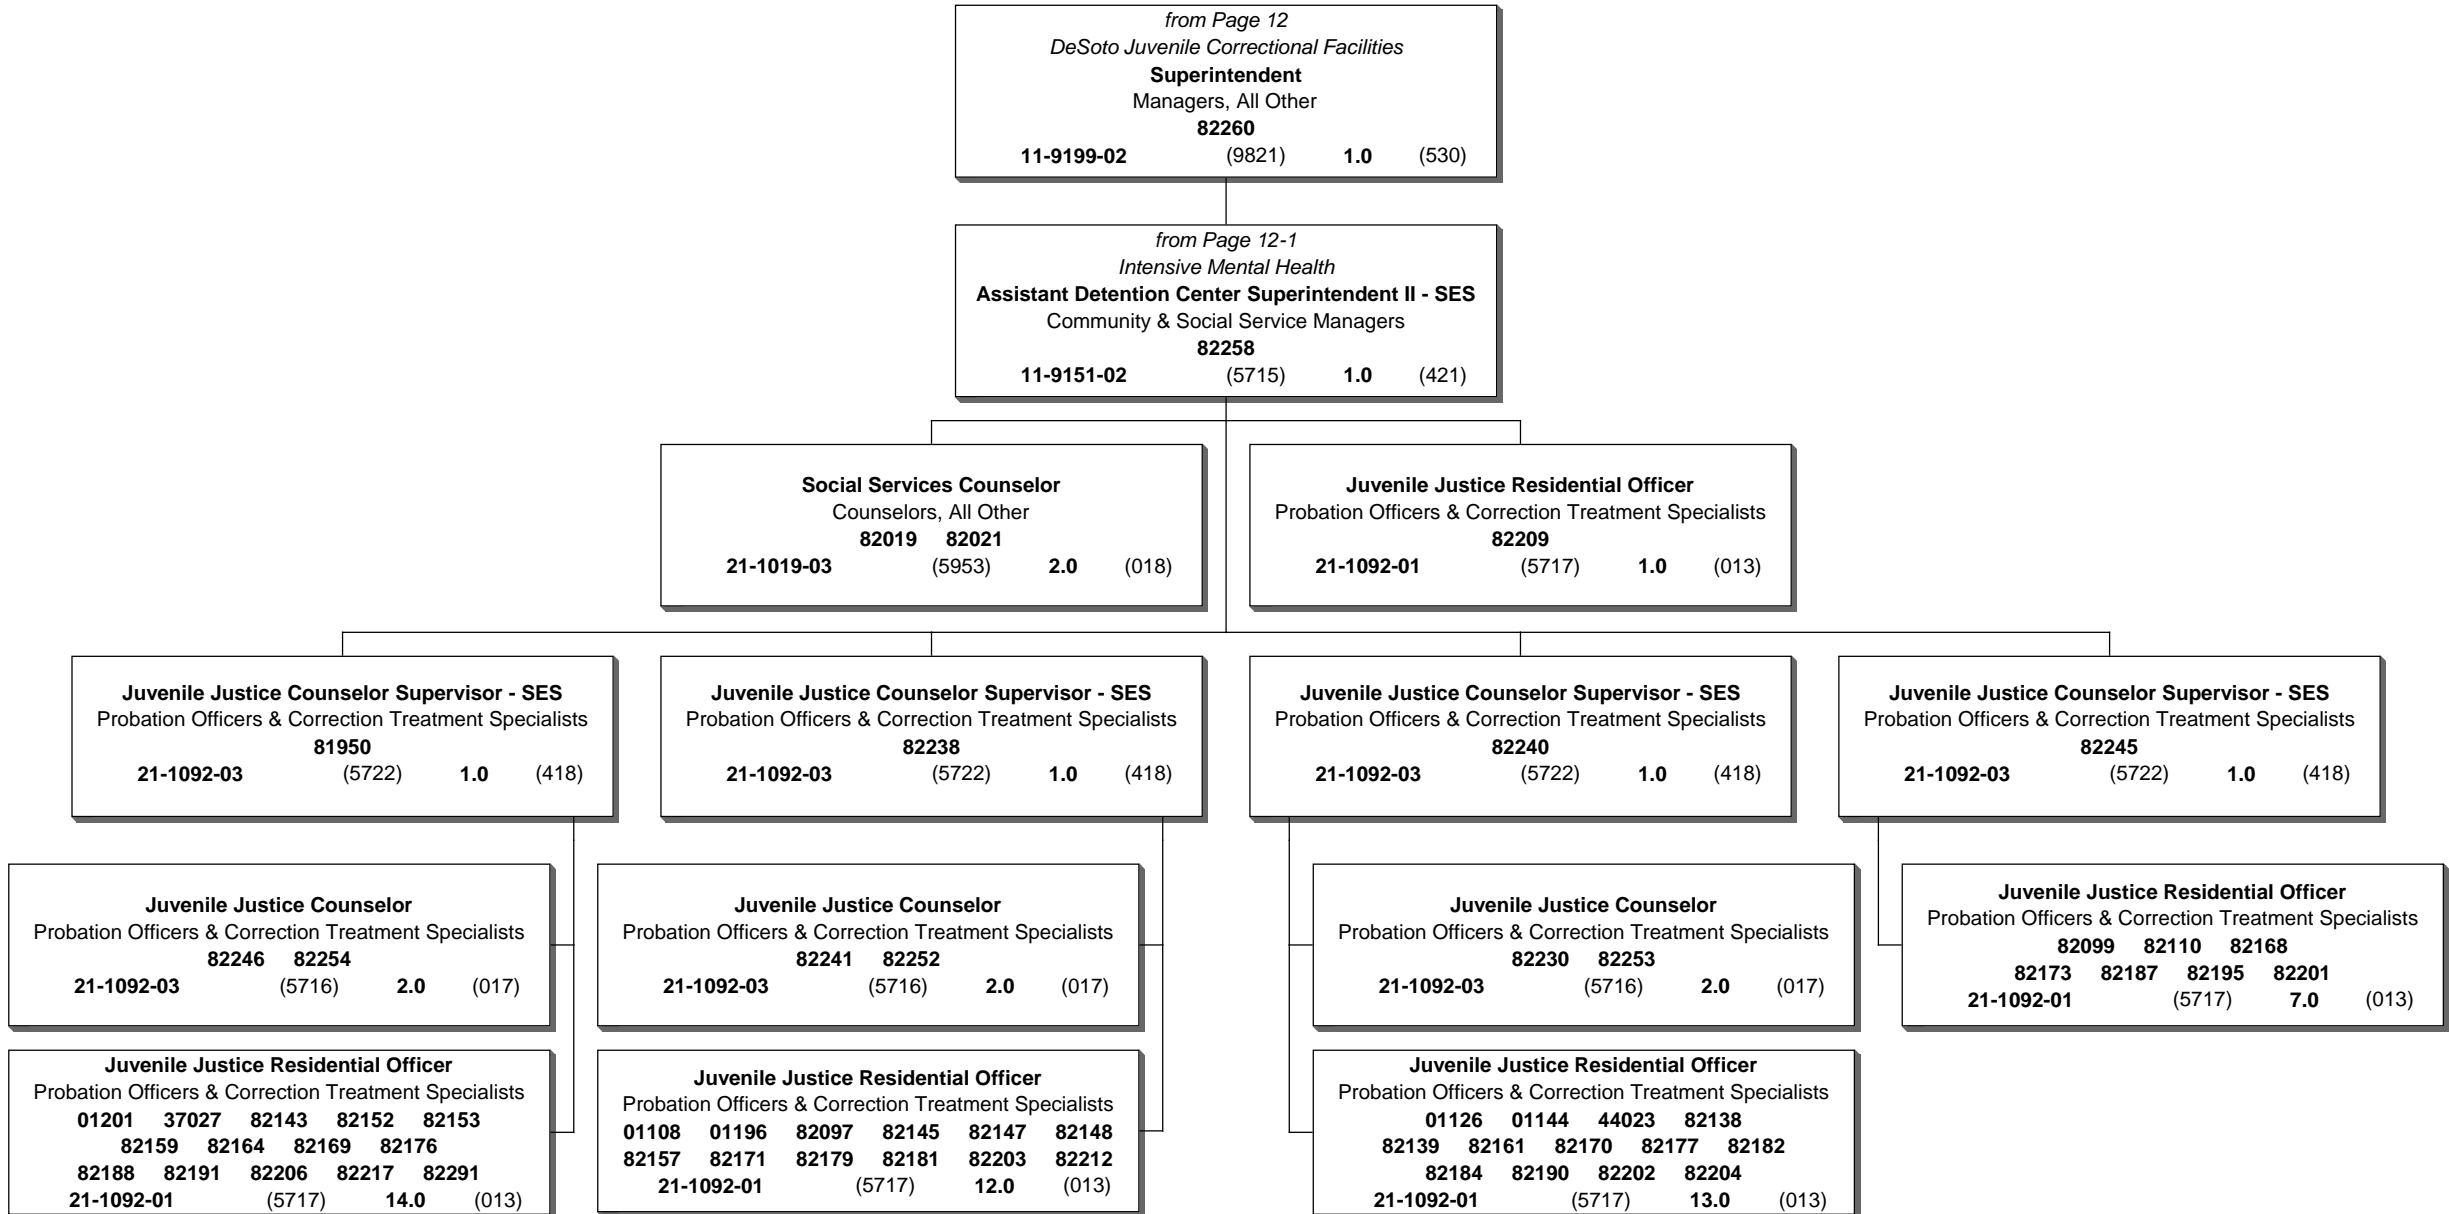 from Page 12
DeSoto Juvenile Correctional Facilities
Superintendent
Managers, All Other
82260
11-9199-02 (9821) 1.0 (530)
from Page 12-1
Intensive Mental Health
Assistant Detention Center Superintendent II - SES
Community & Social Service Managers
82258
11-9151-02 (5715) 1.0 (421)
Social Services Counselor
Counselors, All Other
82019 82021
21-1019-03 (5953) 2.0 (018)
Juvenile Justice Residential Officer
Probation Officers & Correction Treatment Specialists
82209
21-1092-01 (5717) 1.0 (013)
Juvenile Justice Counselor Supervisor - SES
Probation Officers & Correction Treatment Specialists
81950
21-1092-03 (5722) 1.0 (418)
Juvenile Justice Counselor Supervisor - SES
Probation Officers & Correction Treatment Specialists
82238
21-1092-03 (5722) 1.0 (418)
Juvenile Justice Counselor Supervisor - SES
Probation Officers & Correction Treatment Specialists
82240
21-1092-03 (5722) 1.0 (418)
Juvenile Justice Counselor Supervisor - SES
Probation Officers & Correction Treatment Specialists
82245
21-1092-03 (5722) 1.0 (418)
Juvenile Justice Counselor
Probation Officers & Correction Treatment Specialists
82246 82254
21-1092-03 (5716) 2.0 (017)
Juvenile Justice Counselor
Probation Officers & Correction Treatment Specialists
82241 82252
21-1092-03 (5716) 2.0 (017)
Juvenile Justice Counselor
Probation Officers & Correction Treatment Specialists
82230 82253
21-1092-03 (5716) 2.0 (017)
Juvenile Justice Residential Officer
Probation Officers & Correction Treatment Specialists
82099 82110 82168
82173 82187 82195 82201
21-1092-01 (5717) 7.0 (013)
Juvenile Justice Residential Officer
Probation Officers & Correction Treatment Specialists
01201 37027 82143 82152 82153
82159 82164 82169 82176
82188 82191 82206 82217 82291
21-1092-01 (5717) 14.0 (013)
Juvenile Justice Residential Officer
Probation Officers & Correction Treatment Specialists
01108 01196 82097 82145 82147 82148
82157 82171 82179 82181 82203 82212
21-1092-01 (5717) 12.0 (013)
Juvenile Justice Residential Officer
Probation Officers & Correction Treatment Specialists
01126 01144 44023 82138
82139 82161 82170 82177 82182
82184 82190 82202 82204
21-1092-01 (5717) 13.0 (013)